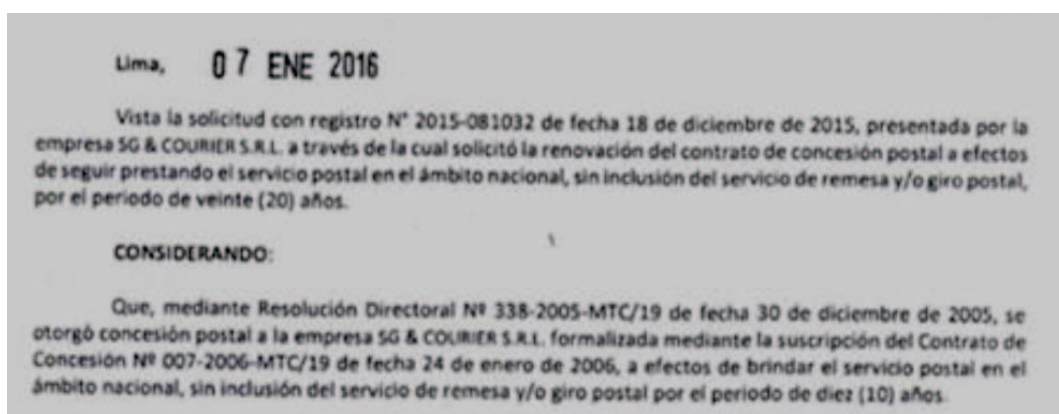 Lima, 07 ENE 2016
Vista la solicitud con registro N° 2015-081032 de fecha 18 de diciembre de 2015, presentada por la
empresa SG & COURIER S.R.L. a través de la cual solicitó la renovación del contrato de concesión postal a efectos
de seguir prestando el servicio postal en el ámbito nacional, sin inclusión del servicio de remesa y/o giro postal,
por el periodo de veinte (20) años.
CONSIDERANDO:
Que, mediante Resolución Directoral Nº 338-2005-MTC/19 de fecha 30 de diciembre de 2005, se
otorgó concesión postal a la empresa SG & COURIER S.R.L. formalizada mediante la suscripción del Contrato de
Concesión Nº 007-2006-MTC/19 de fecha 24 de enero de 2006, a efectos de brindar el servicio postal en el
ámbito nacional, sin inclusión del servicio de remesa y/o giro postal por el periodo de diez (10) años.